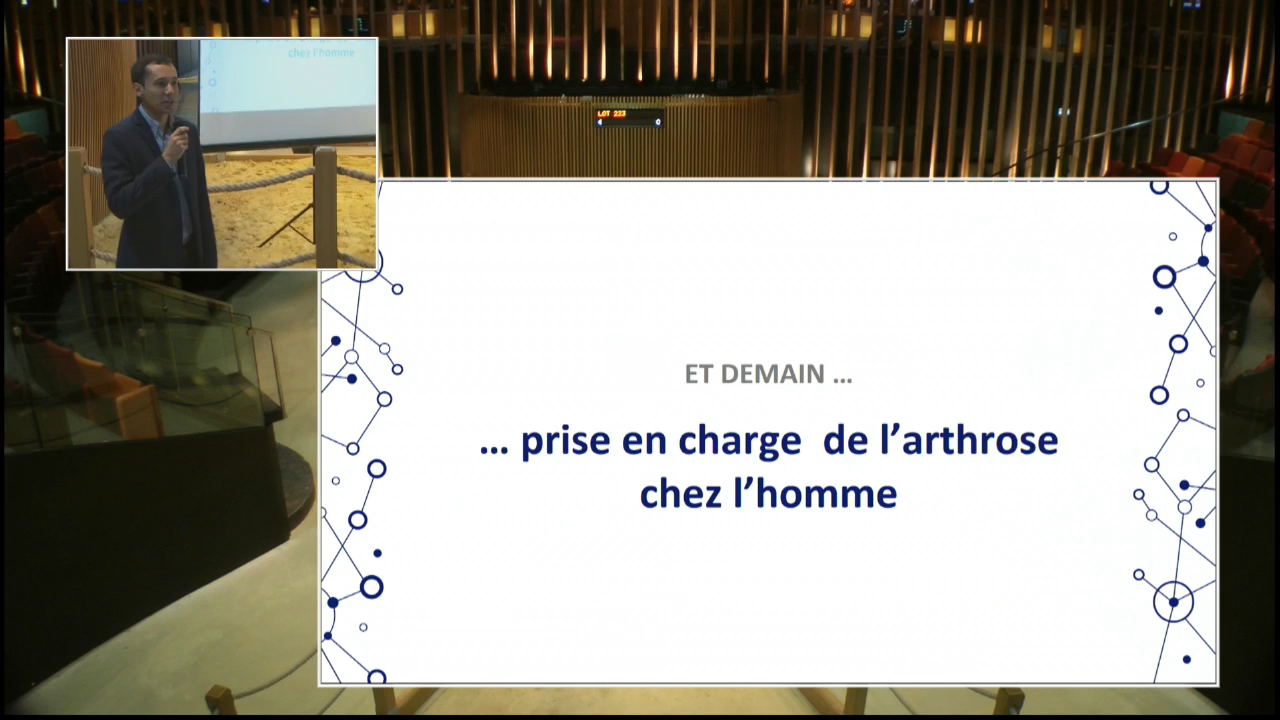 chez l'homme
LOT 223
ET DEMAIN ...
... prise en charge de l'arthrose
chez l'homme